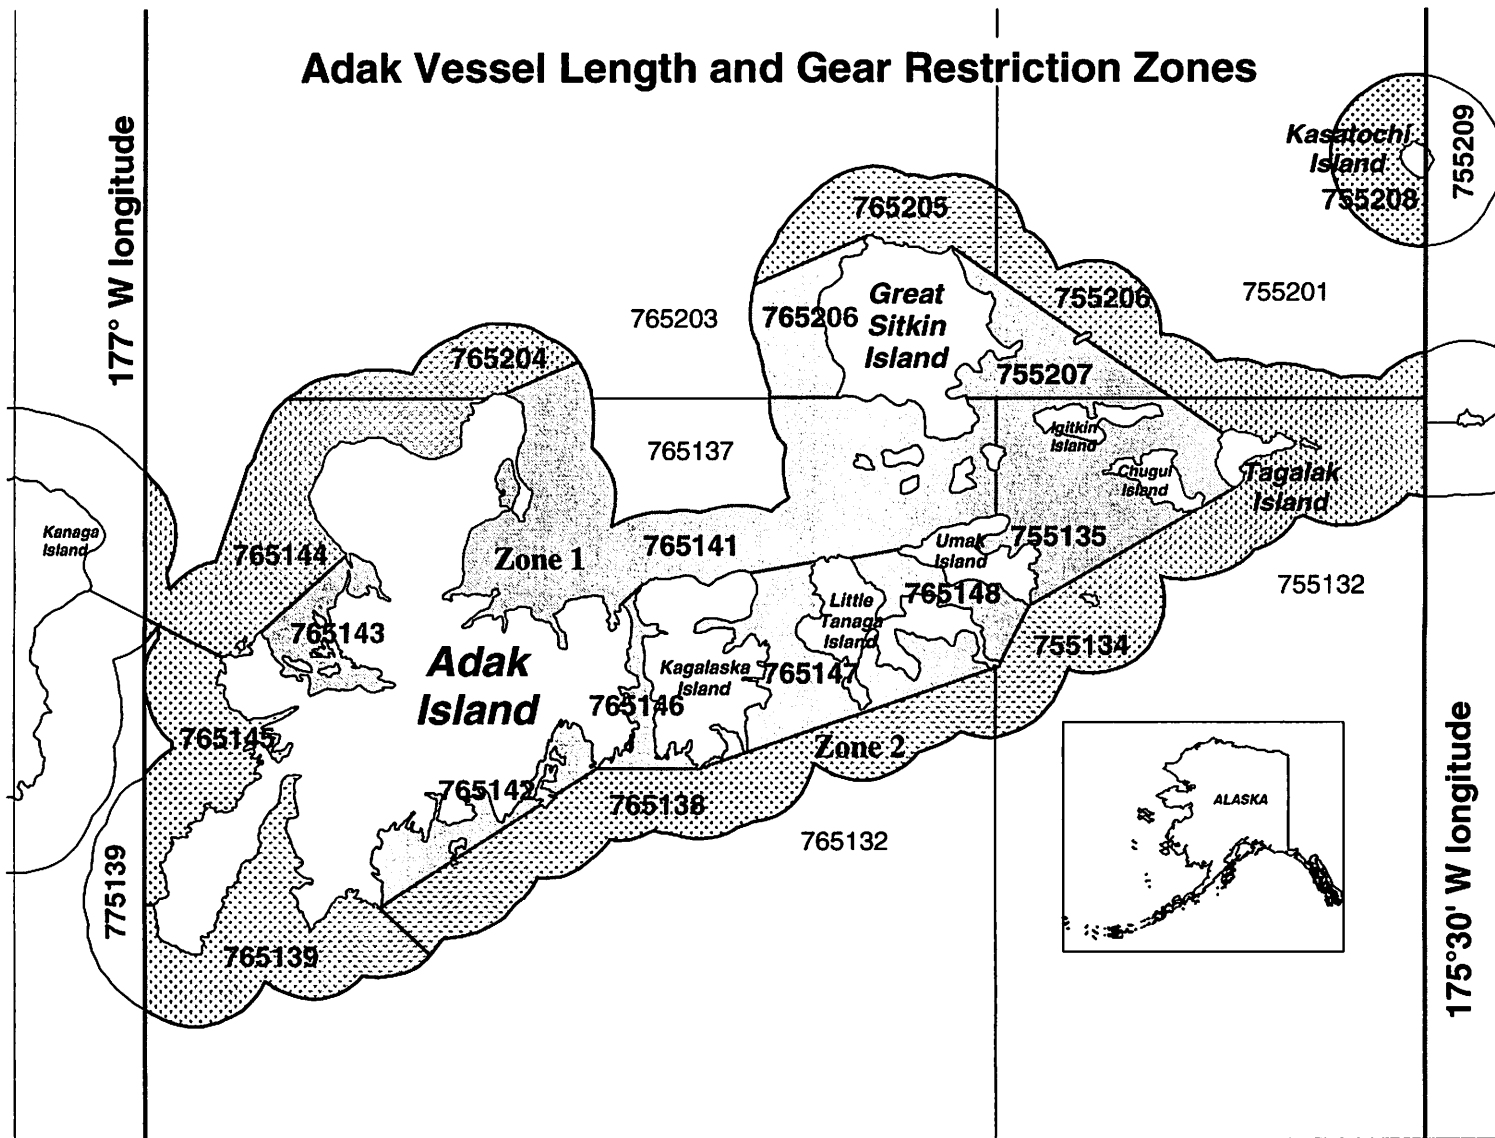 Adak Vessel Length and Gear Restriction Zones
177° W longitude
Kasatochi
Island
755208
755209
765205
755201
755206
Great
Sitkin
Island
765203
765206
765204
755207
Igitkin
Island
765137
Chugul
Island
Tagalak
Island
Kanaga
Island
765144
Zone 1
765141
Umak
Island
755135
755132
765148
Little
Tanaga
Island
765143
755134
Adak
Island
Kagalaska
Island
765147
765146
765145
Zone 2
765142
765138
765132
ALASKA
775139
765139
175°30' W longitude